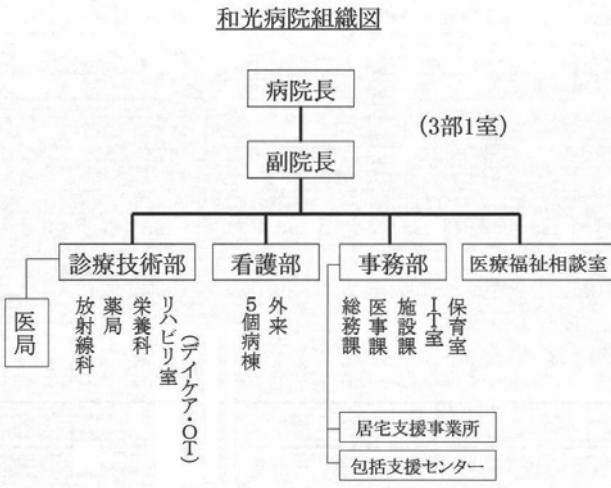 和光病院組織図
病院長
(3部1室)
副院長
診療技術部
看護部
事務部
医療福祉相談室
医局
放射線科
薬局
栄養科
リハビリ室
(デイケア・OT)
5個病棟
外来
総務課
医事課
施設課
IT室
保育室
居宅支援事業所
包括支援センター